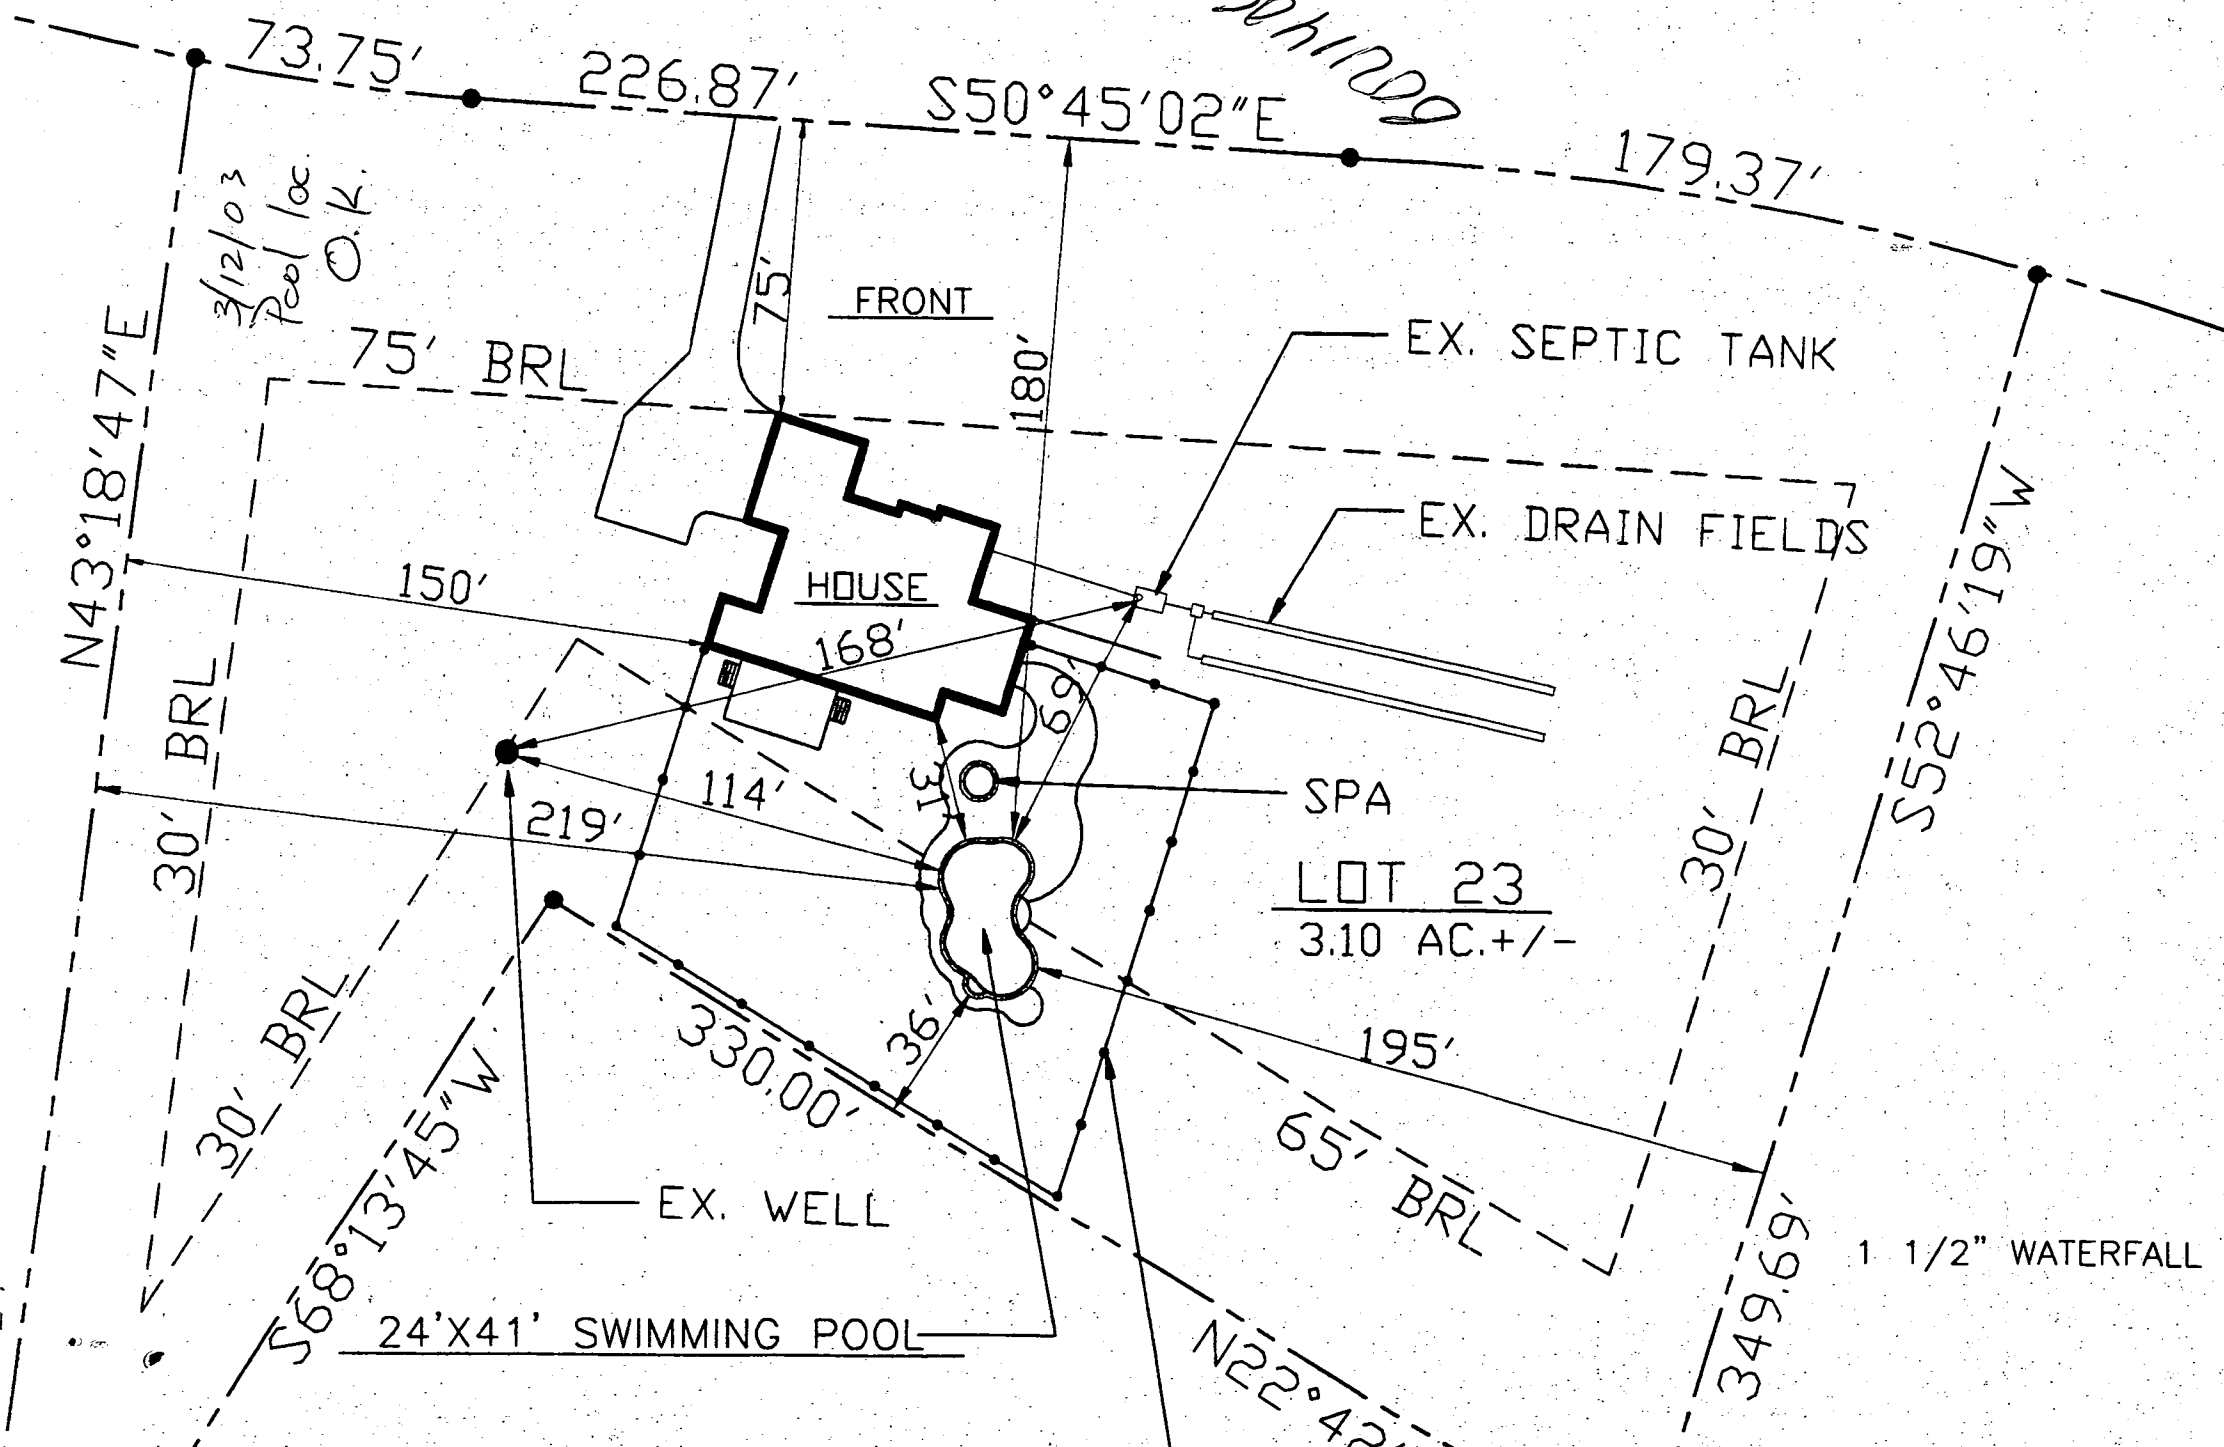 73.75'
226.87'
S50°45'02"E
179.37'
3/12/03
Pool loc.
O.K.
75'
FRONT
180'
75' BRL
EX. SEPTIC TANK
EX. DRAIN FIELDS
N43°18'47"E
S52°46'19"W
150'
HOUSE
168'
69'
30' BRL
30' BRL
31'
SPA
114'
219'
LOT 23
3.10 AC.+/-
30' BRL
330.00'
36'
195'
65' BRL
S68°13'45"W
EX. WELL
349.69'
1 1/2" WATERFALL
24'X41' SWIMMING POOL
N22°42